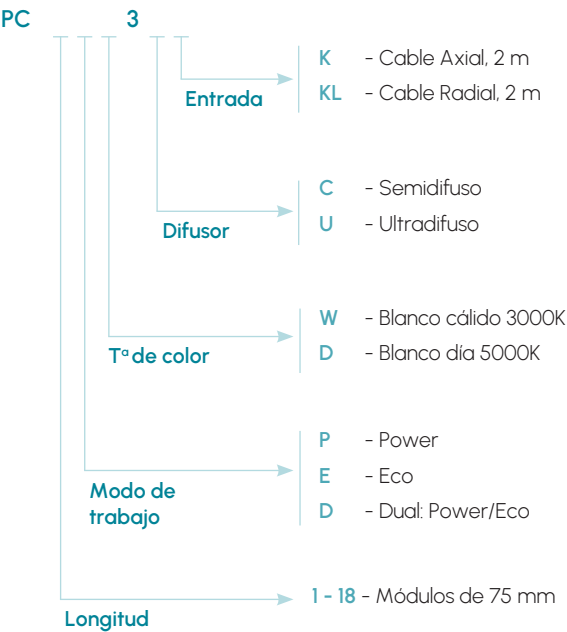 PC 3
K - Cable Axial, 2 m
KL - Cable Radial, 2 m
Entrada
C - Semidifuso
U - Ultradifuso
Difusor
W - Blanco cálido 3000K
D - Blanco día 5000K
Tª de color
P - Power
E - Eco
D - Dual: Power/Eco
Modo de
trabajo
1 - 18 - Módulos de 75 mm
Longitud